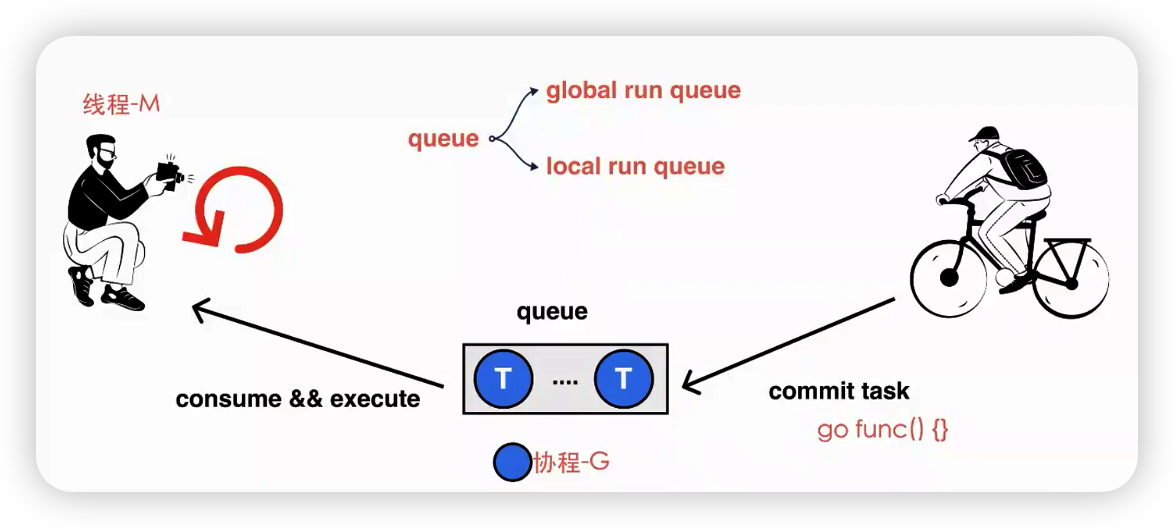 线程-M
global run queue
queue
local run queue
queue
T .... T
consume && execute
commit task
go func() {}
协程-G